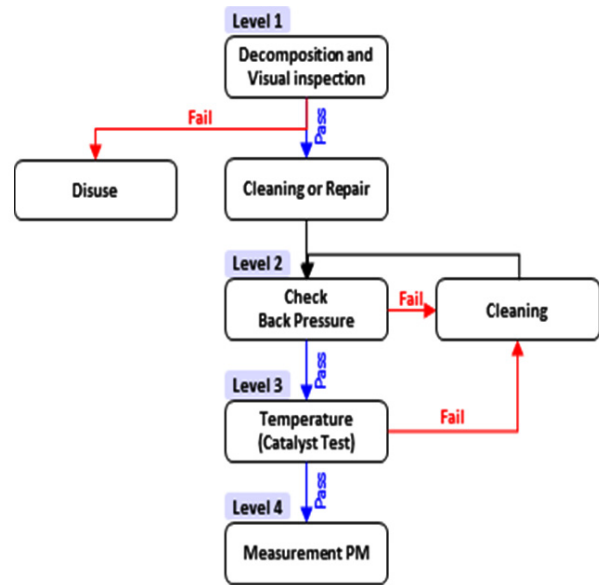 Level 1
Decomposition and
Visual inspection
Fail
Pass
Disuse
Cleaning or Repair
Level 2
Check
Back Pressure
Fail
Cleaning
Pass
Level 3
Temperature
(Catalyst Test)
Fail
Pass
Level 4
Measurement PM